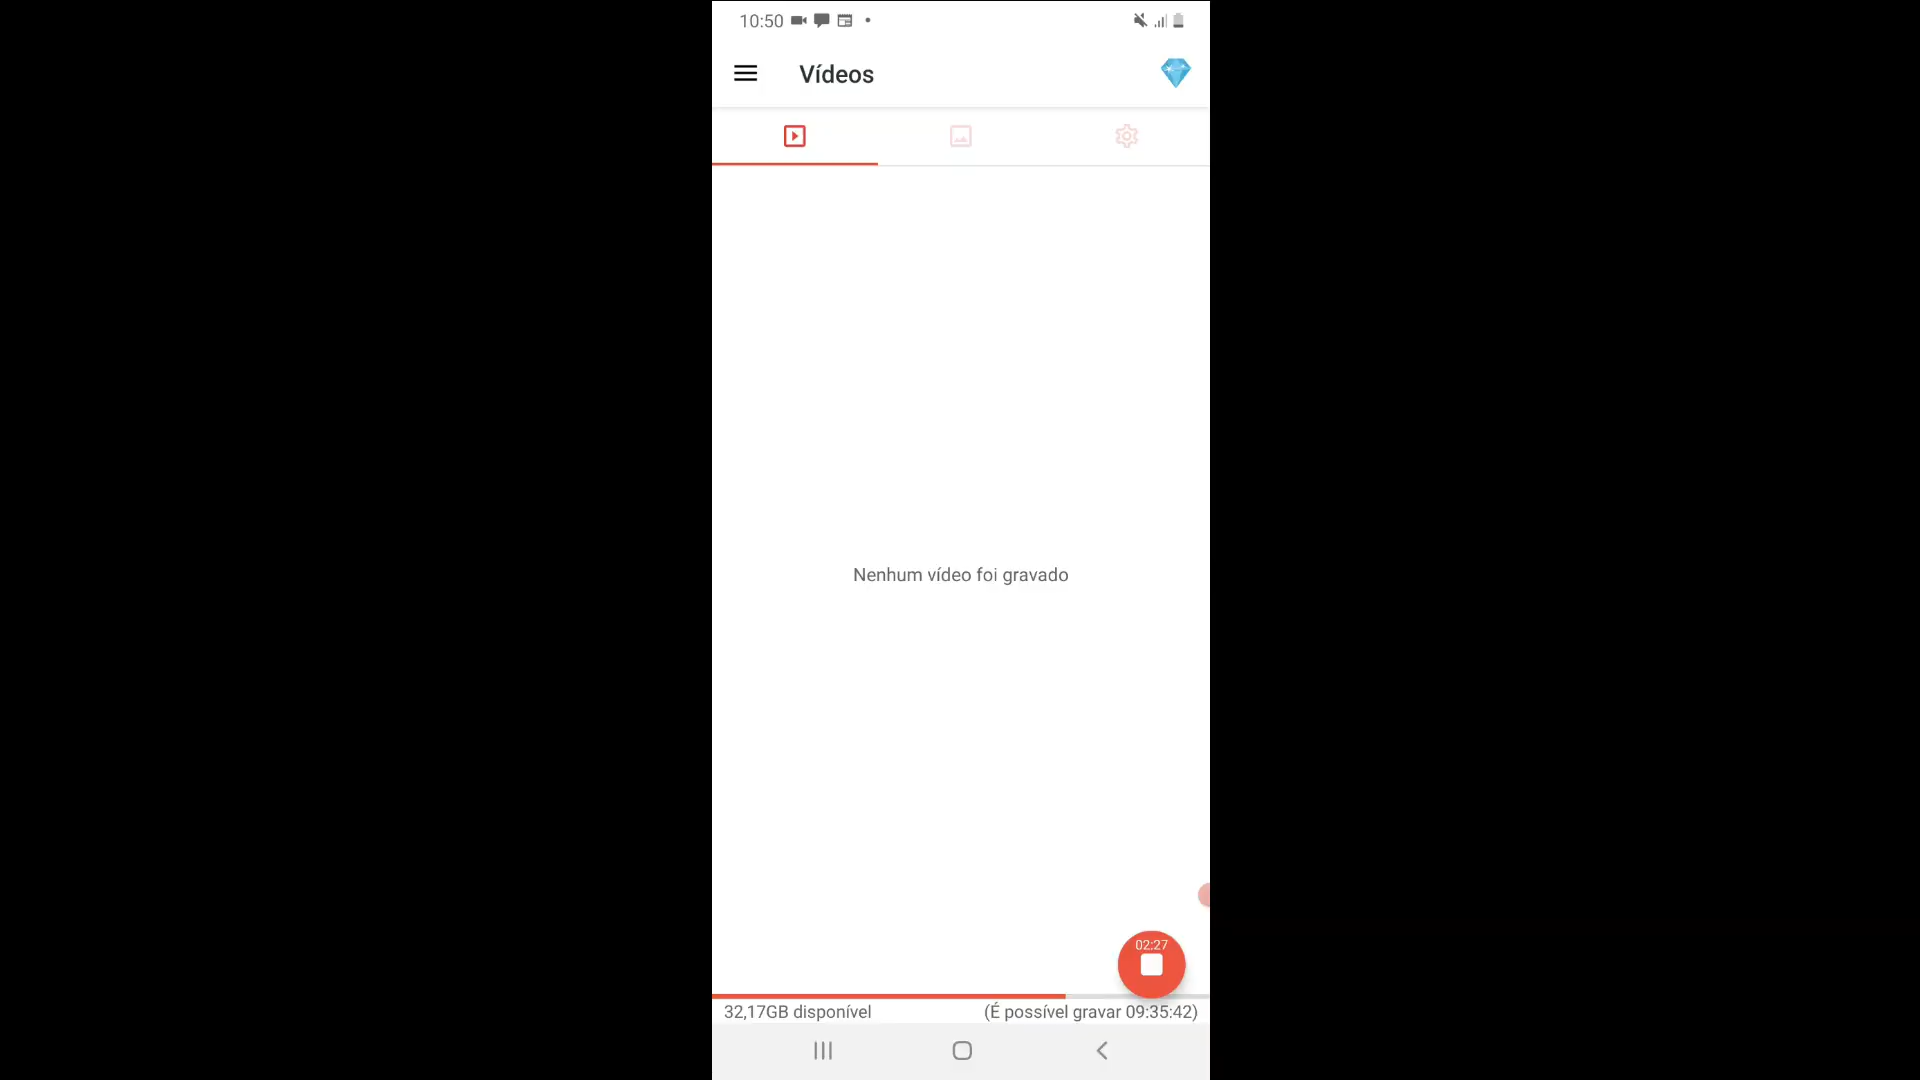 10:50
Vídeos
Nenhum vídeo foi gravado
02:27
32,17GB disponível
(É possível gravar 09:35:42)